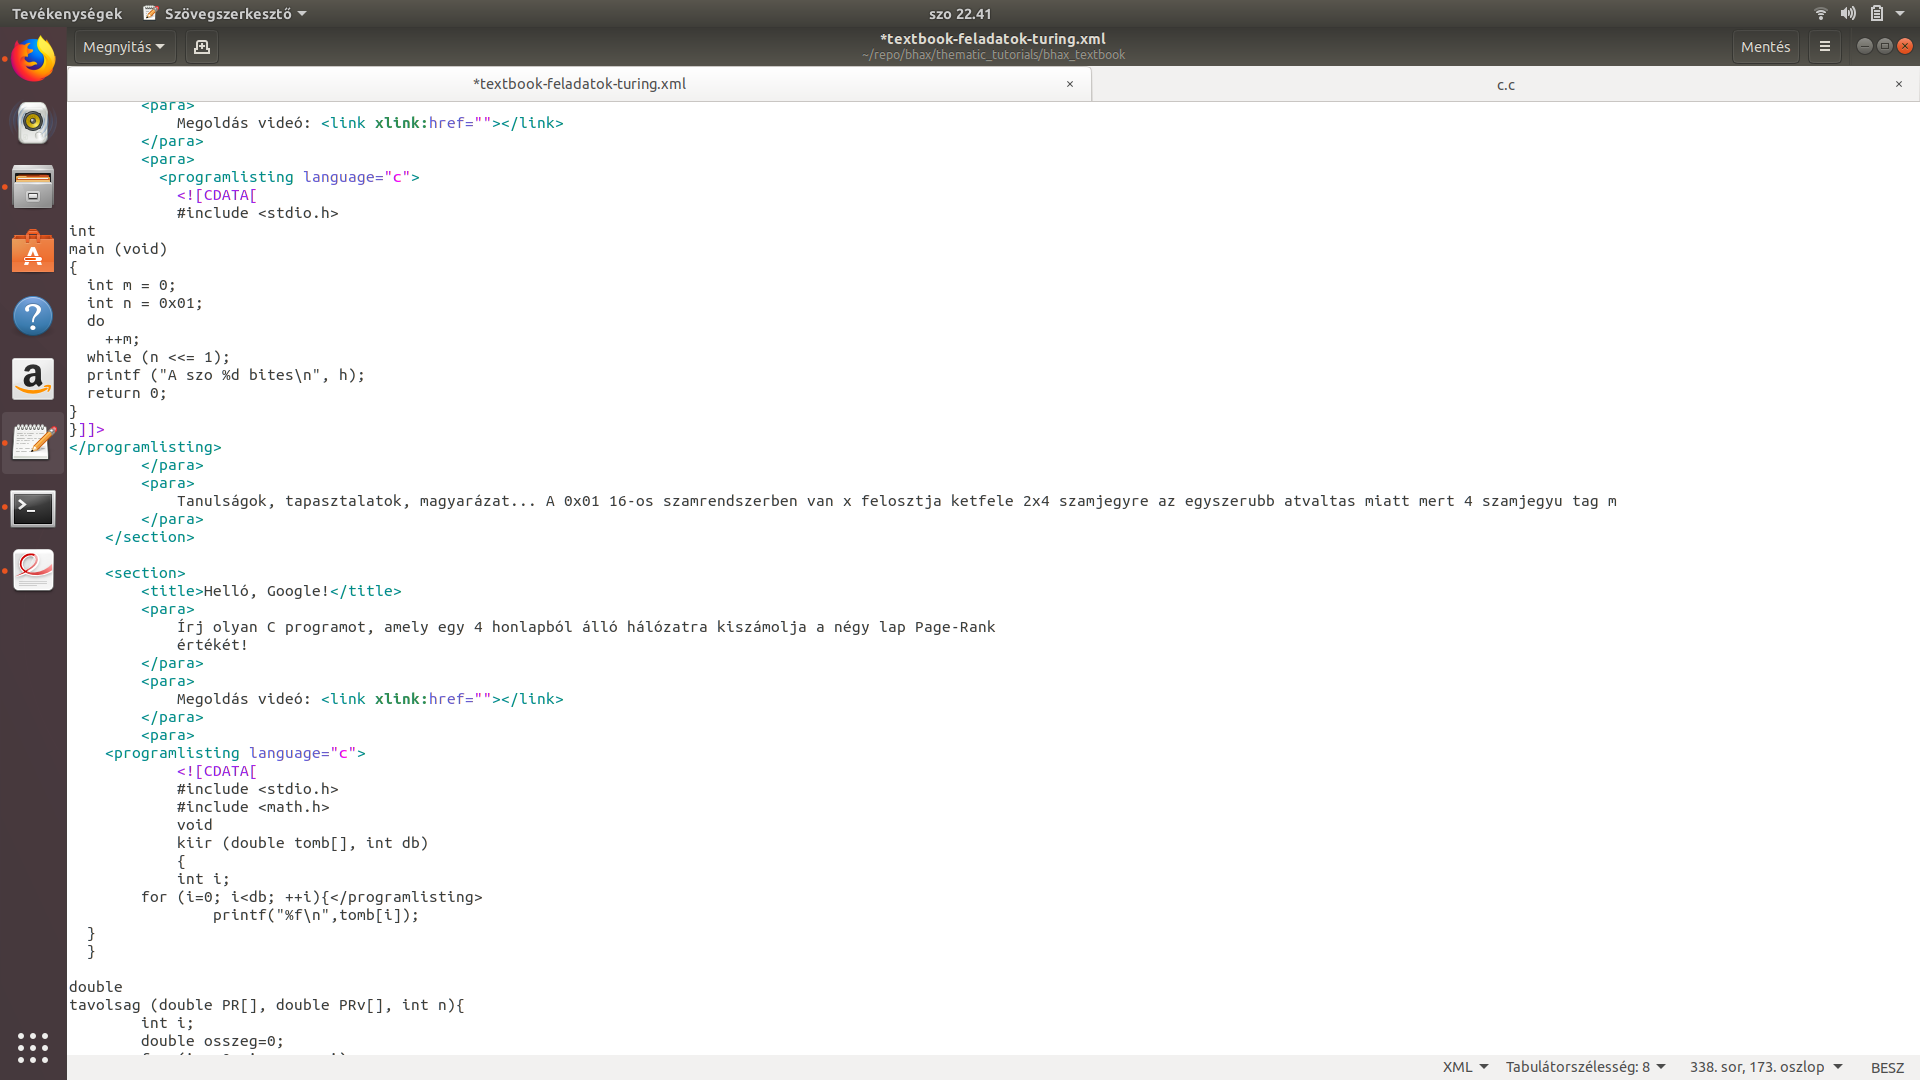 Tevékenységek Szövegszerkesztő szo 22.41
Megnyitás *textbook-feladatok-turing.xml Mentés
~/repo/bhax/thematic_tutorials/bhax_textbook
*textbook-feladatok-turing.xml × c.c ×
<para>
Megoldás videó: <link xlink:href=""></link>
</para>
<para>
<programlisting language="c">
<![CDATA[
#include <stdio.h>
int
main (void)
{
int m = 0;
int n = 0x01;
do
++m;
while (n <<= 1);
printf ("A szo %d bites\n", h);
return 0;
}
}]]>
</programlisting>
</para>
<para>
Tanulságok, tapasztalatok, magyarázat... A 0x01 16-os szamrendszerben van x felosztja ketfele 2x4 szamjegyre az egyszerubb atvaltas miatt mert 4 szamjegyu tag m
</para>
</section>
<section>
<title>Helló, Google!</title>
<para>
Írj olyan C programot, amely egy 4 honlapból álló hálózatra kiszámolja a négy lap Page-Rank
értékét!
</para>
<para>
Megoldás videó: <link xlink:href=""></link>
</para>
<para>
<programlisting language="c">
<![CDATA[
#include <stdio.h>
#include <math.h>
void
kiir (double tomb[], int db)
{
int i;
for (i=0; i<db; ++i){</programlisting>
printf("%f\n",tomb[i]);
}
}
double
tavolsag (double PR[], double PRv[], int n){
int i;
double osszeg=0;
XML Tabulátorszélesség: 8 338. sor, 173. oszlop BESZ